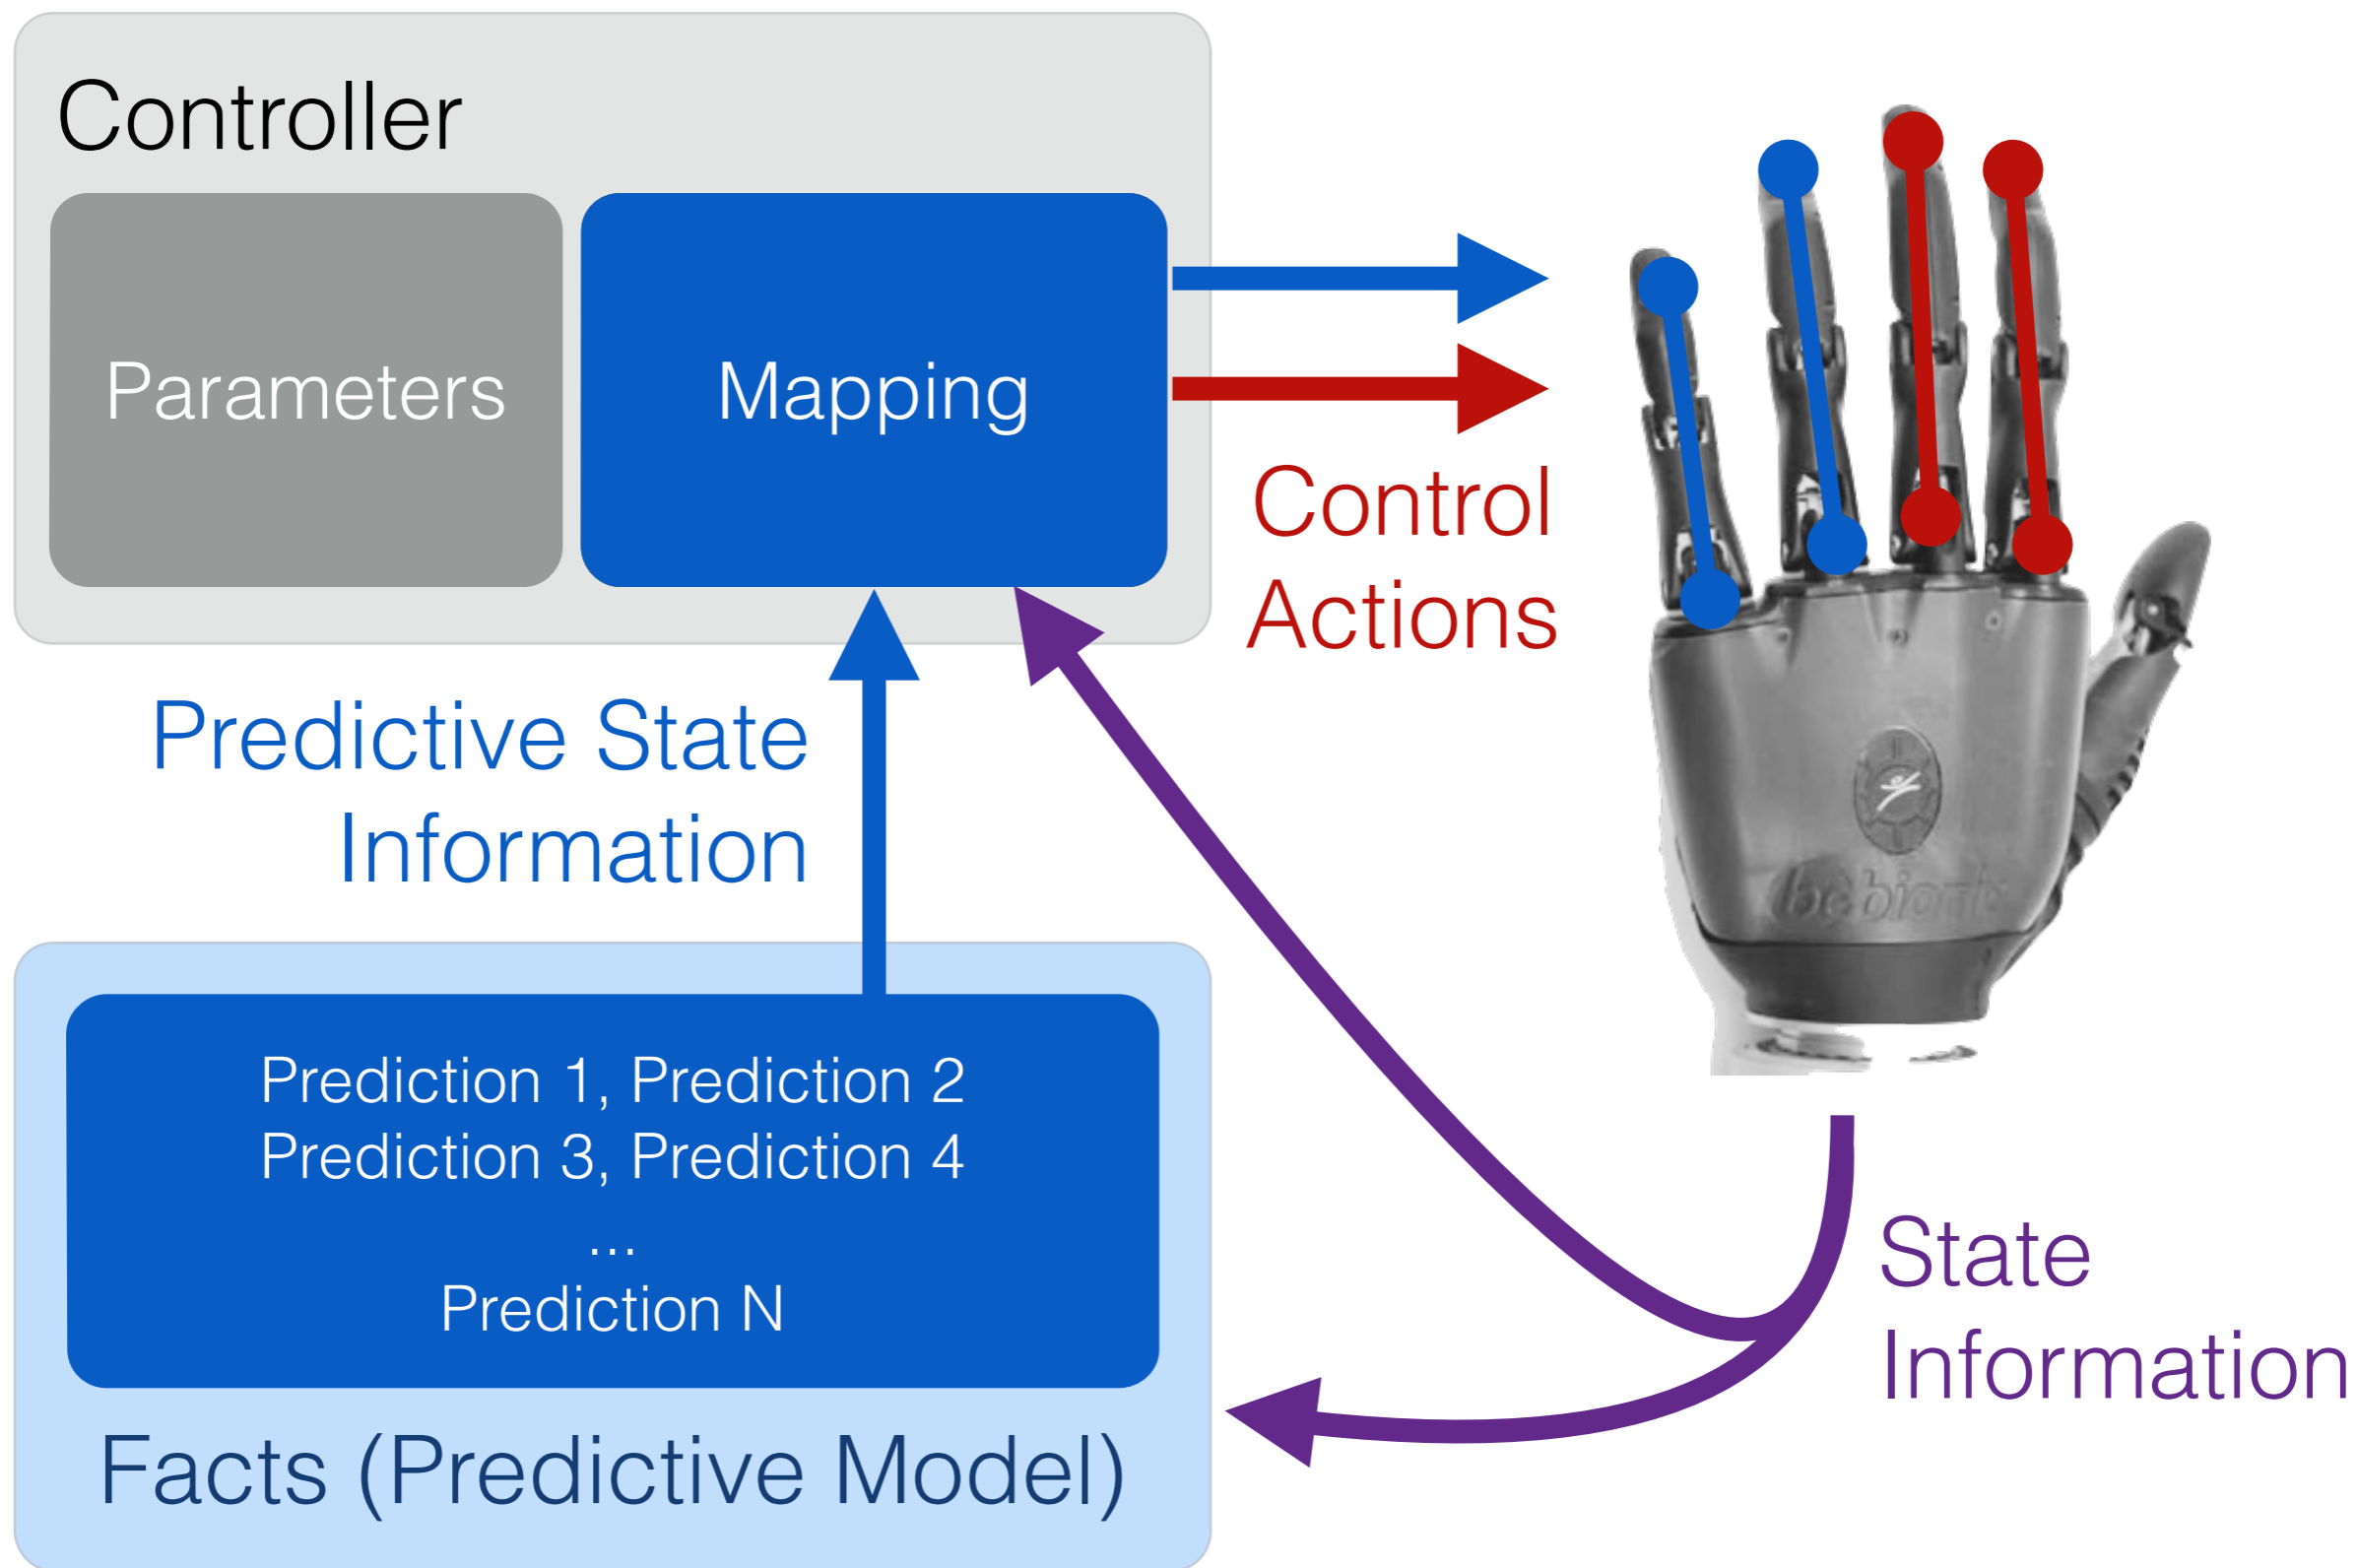 Controller
Parameters
Mapping
Control
Actions
Predictive State
Information
bebionic
Prediction 1, Prediction 2
Prediction 3, Prediction 4
...
Prediction N
Facts (Predictive Model)
State
Information